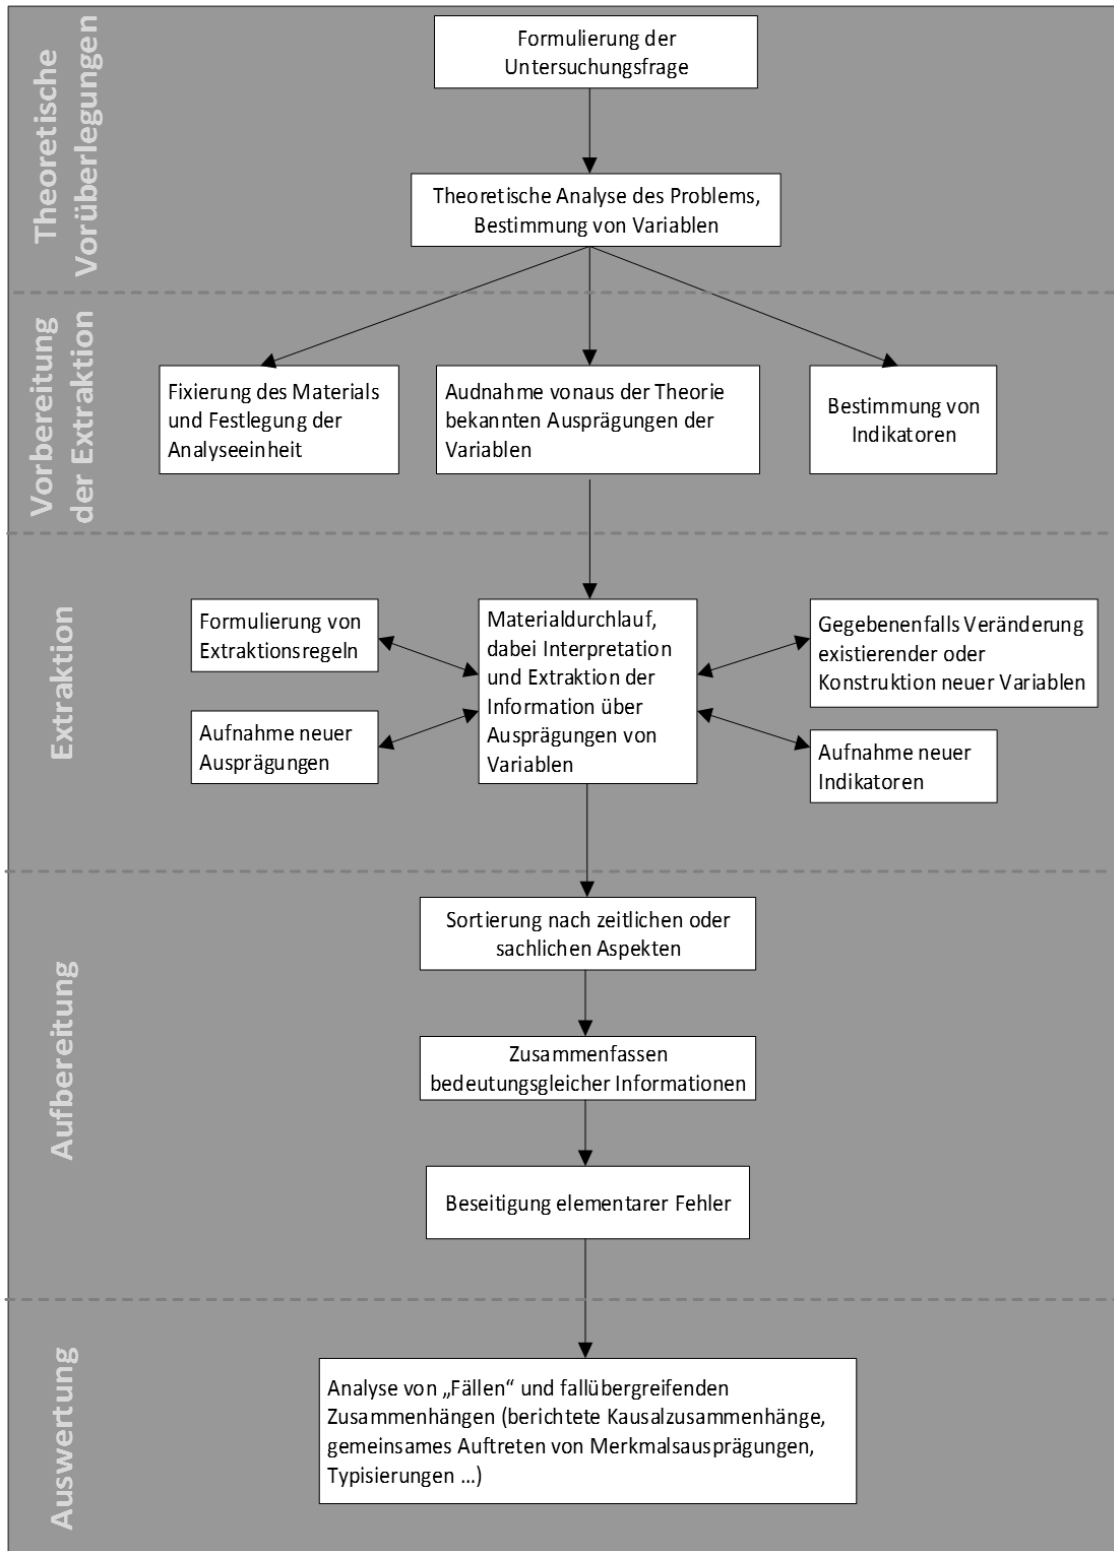 Theoretische
Vorüberlegungen
Formulierung der
Untersuchungsfrage
Theoretische Analyse des Problems,
Bestimmung von Variablen
Vorbereitung
der Extraktion
Fixierung des Materials
und Festlegung der
Analyseeinheit
Audnahme vonaus der Theorie
bekannten Ausprägungen der
Variablen
Bestimmung von
Indikatoren
Extraktion
Formulierung von
Extraktionsregeln
Aufnahme neuer
Ausprägungen
Materialdurchlauf,
dabei Interpretation
und Extraktion der
Information über
Ausprägungen von
Variablen
Gegebenenfalls Veränderung
existierender oder
Konstruktion neuer Variablen
Aufnahme neuer
Indikatoren
Aufbereitung
Sortierung nach zeitlichen oder
sachlichen Aspekten
Zusammenfassen
bedeutungsgleicher Informationen
Beseitigung elementarer Fehler
Auswertung
Analyse von „Fällen“ und fallübergreifenden
Zusammenhängen (berichtete Kausalzusammenhänge,
gemeinsames Auftreten von Merkmalsausprägungen,
Typisierungen …)